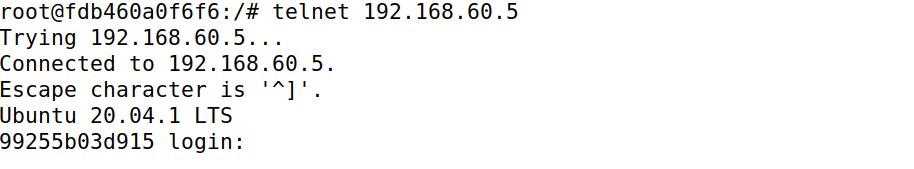 root@fdb460a0f6f6:/# telnet 192.168.60.5
Trying 192.168.60.5...
Connected to 192.168.60.5.
Escape character is '^]'.
Ubuntu 20.04.1 LTS
99255b03d915 login: